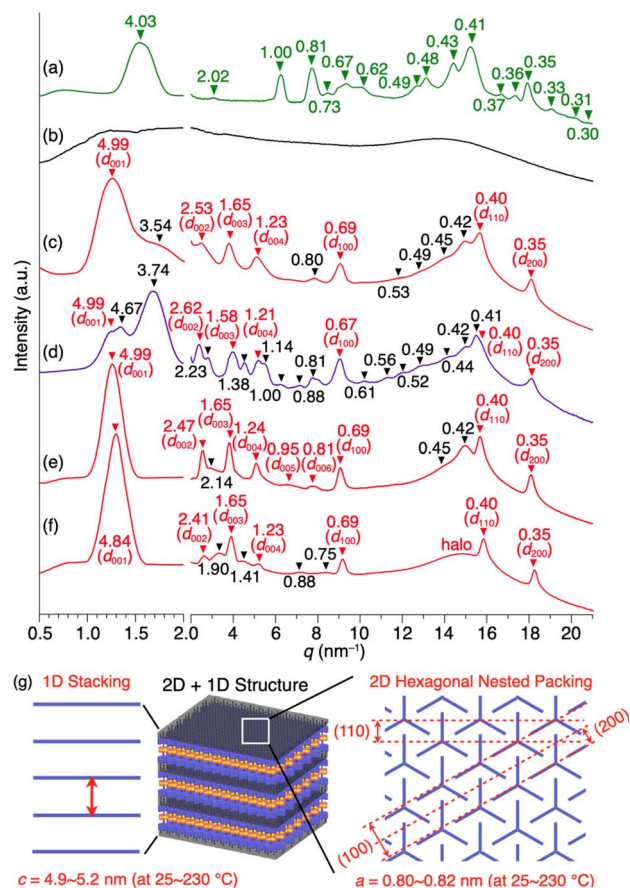 4.03
(a)
2.02
1.00
0.81
0.73
0.67
0.62
0.49
0.48
0.43
0.41
0.37
0.36
0.35
0.33
0.31
0.30
(b)
4.99
(d001)
3.54
(c)
2.53
(d002)
1.65
(d003)
1.23
(d004)
0.80
0.69
(d100)
0.53
0.49
0.45
0.42
0.40
(d110)
0.35
(d200)
Intensity (a.u.)
3.74
4.99
(d001)
4.67
(d)
2.62
(d002)
2.23
1.58
(d003)
1.38
1.21
(d004)
1.14
1.00
0.88
0.81
0.67
(d100)
0.61
0.56
0.52
0.49
0.44
0.42
0.41
0.40
(d110)
0.35
(d200)
4.99
(d001)
(e)
2.47
(d002)
2.14
1.65
(d003)
1.24
(d004)
0.95
(d005)
0.81
(d006)
0.69
(d100)
0.45
0.42
0.40
(d110)
0.35
(d200)
(f)
4.84
(d001)
2.41
(d002)
1.90
1.65
(d003)
1.41
1.23
(d004)
0.88
0.75
0.69
(d100)
halo
0.40
(d110)
0.35
(d200)
0.5 1.0 1.5 2.0 4 6 8 10 12 14 16 18 20
q (nm⁻¹)
(g) 1D Stacking
2D + 1D Structure
2D Hexagonal Nested Packing
(110)
(200)
(100)
c = 4.9~5.2 nm (at 25~230 °C)
a = 0.80~0.82 nm (at 25~230 °C)